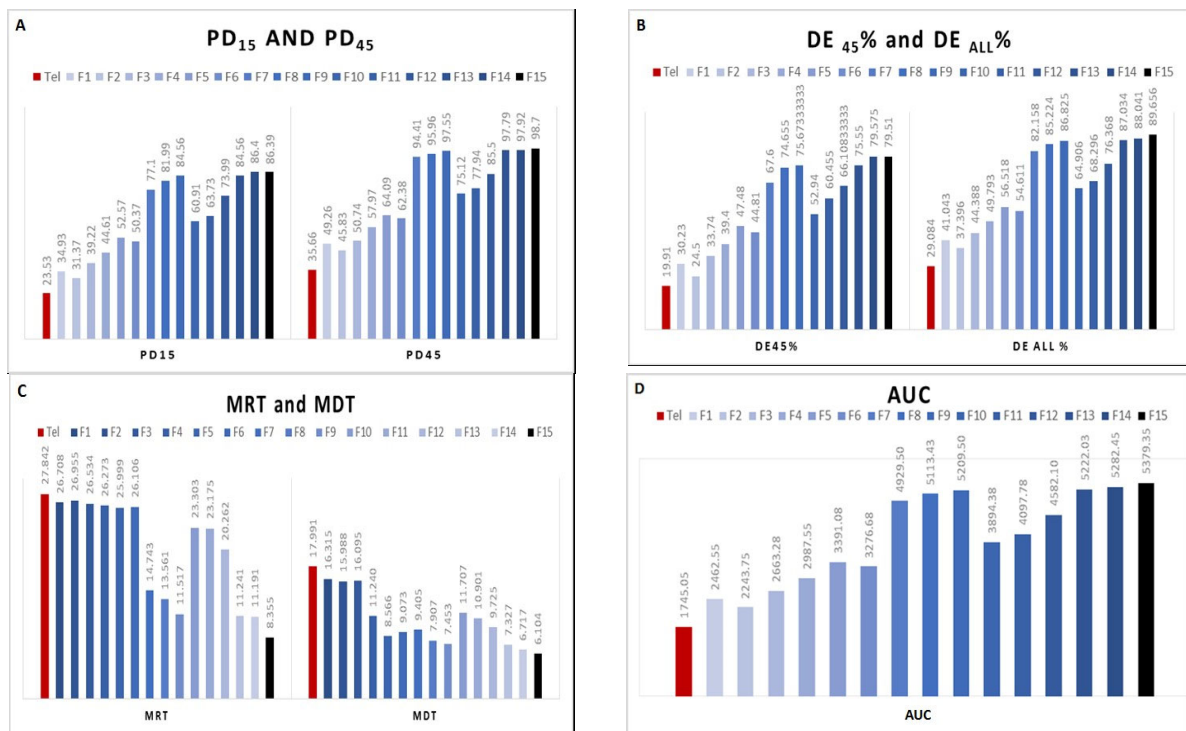 A
PD15 AND PD45
Tel F1 F2 F3 F4 F5 F6 F7 F8 F9 F10 F11 F12 F13 F14 F15
23.53 34.93 31.37 39.22 44.61 52.57 50.37 77.1 81.99 84.56 60.91 63.73 73.99 84.56 86.4 86.39
35.66 49.26 45.83 50.74 57.97 64.09 62.38 94.41 95.96 97.55 75.12 77.94 85.5 97.79 97.92 98.7
PD15 PD45
B
DE 45% and DE ALL%
Tel F1 F2 F3 F4 F5 F6 F7 F8 F9 F10 F11 F12 F13 F14 F15
19.91 30.23 24.5 33.74 39.4 47.48 44.81 67.6 74.655 75.67333333 52.94 60.455 66.10833333 75.55 79.575 79.51
29.084 41.043 37.396 44.388 49.793 56.518 54.611 82.158 85.224 86.825 64.906 68.296 76.368 87.034 88.041 89.656
DE45% DE ALL %
C
MRT and MDT
Tel F1 F2 F3 F4 F5 F6 F7 F8 F9 F10 F11 F12 F13 F14 F15
27.842 26.708 26.955 26.534 26.273 25.999 26.106 14.743 13.561 11.517 23.303 23.175 20.262 11.241 11.191 8.355
17.991 16.315 15.988 16.095 11.240 8.566 9.073 9.405 7.907 7.453 11.707 10.901 9.725 7.327 6.717 6.104
MRT MDT
D
AUC
Tel F1 F2 F3 F4 F5 F6 F7 F8 F9 F10 F11 F12 F13 F14 F15
1745.05 2462.55 2243.75 2663.28 2987.55 3391.08 3276.68 4929.50 5113.43 5209.50 3894.38 4097.78 4582.10 5222.03 5282.45 5379.35
AUC